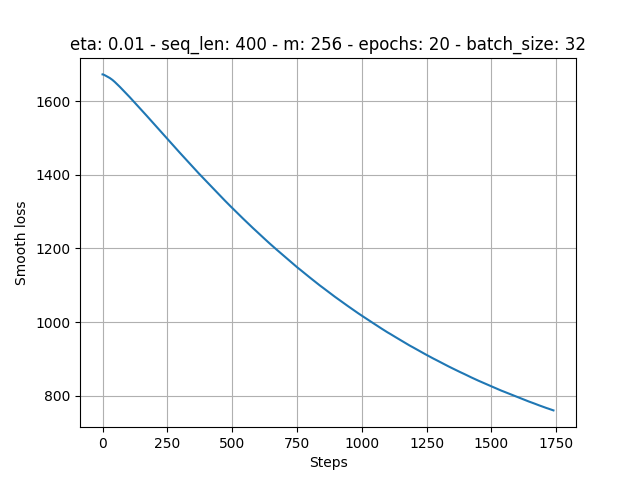 eta: 0.01 - seq_len: 400 - m: 256 - epochs: 20 - batch_size: 32
1600
1400
1200
1000
800
Smooth loss
0 250 500 750 1000 1250 1500 1750
Steps